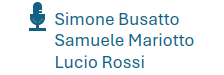 Simone Busatto
Samuele Mariotto
Lucio Rossi